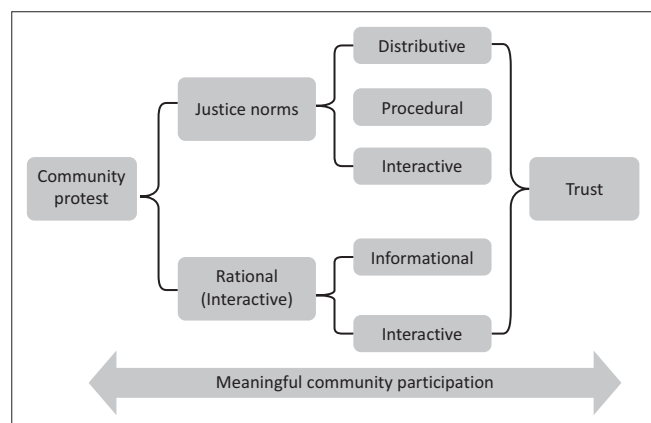 Community
protest
Justice norms
Rational
(Interactive)
Distributive
Procedural
Interactive
Informational
Interactive
Trust
Meaningful community participation